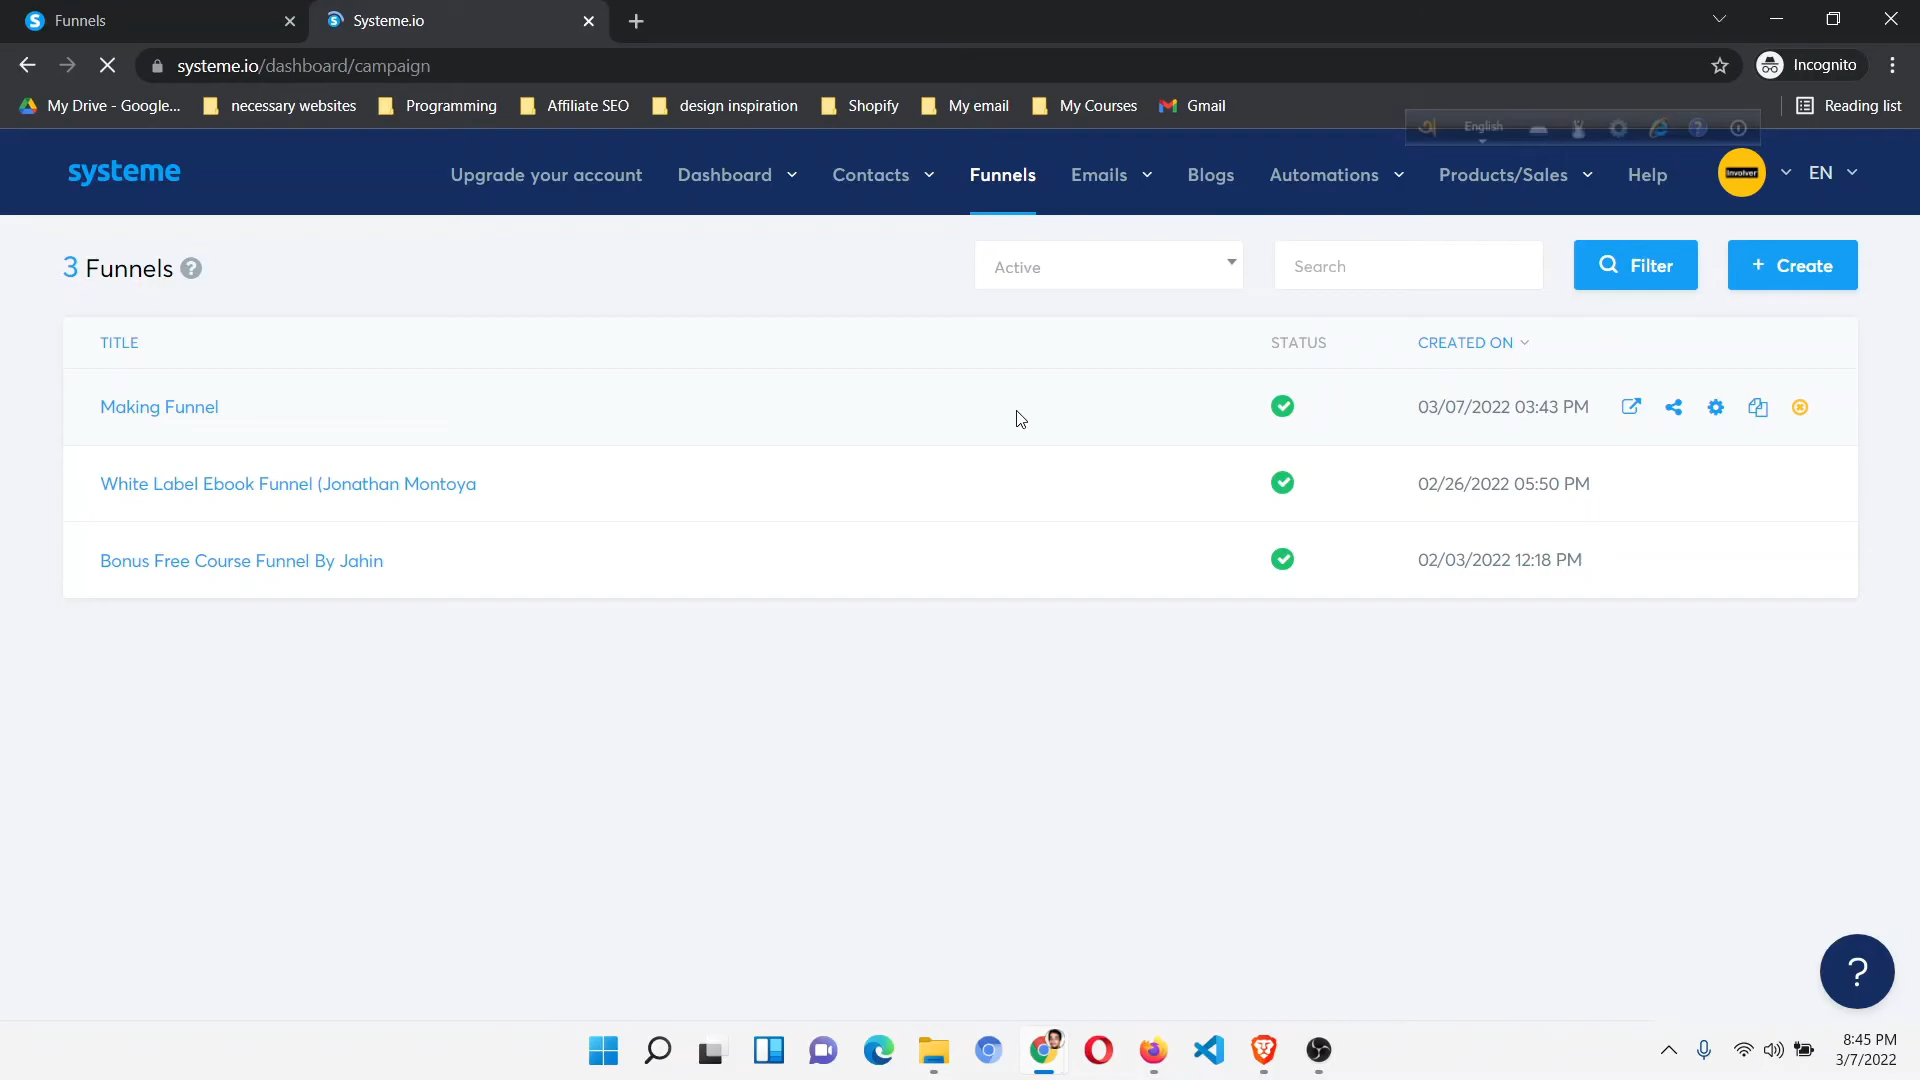 Funnels
Systeme.io
systeme.io/dashboard/campaign
Incognito
My Drive - Google...
necessary websites
Programming
Affiliate SEO
design inspiration
Shopify
My email
My Courses
Gmail
Reading list
অ English
systeme
Upgrade your account
Dashboard
Contacts
Funnels
Emails
Blogs
Automations
Products/Sales
Help
Involver
EN
3 Funnels ?
Active
Search
Filter
+ Create
TITLE
STATUS
CREATED ON
Making Funnel
03/07/2022 03:43 PM
White Label Ebook Funnel (Jonathan Montoya
02/26/2022 05:50 PM
Bonus Free Course Funnel By Jahin
02/03/2022 12:18 PM
?
8:45 PM
3/7/2022